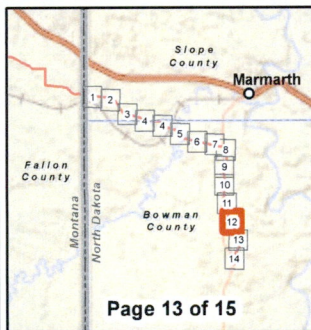 Slope
County
Marmarth
1
2
3
4
4
5
6
7
8
9
10
11
12
13
14
Fallon
County
Montana
North Dakota
Bowman
County
Page 13 of 15